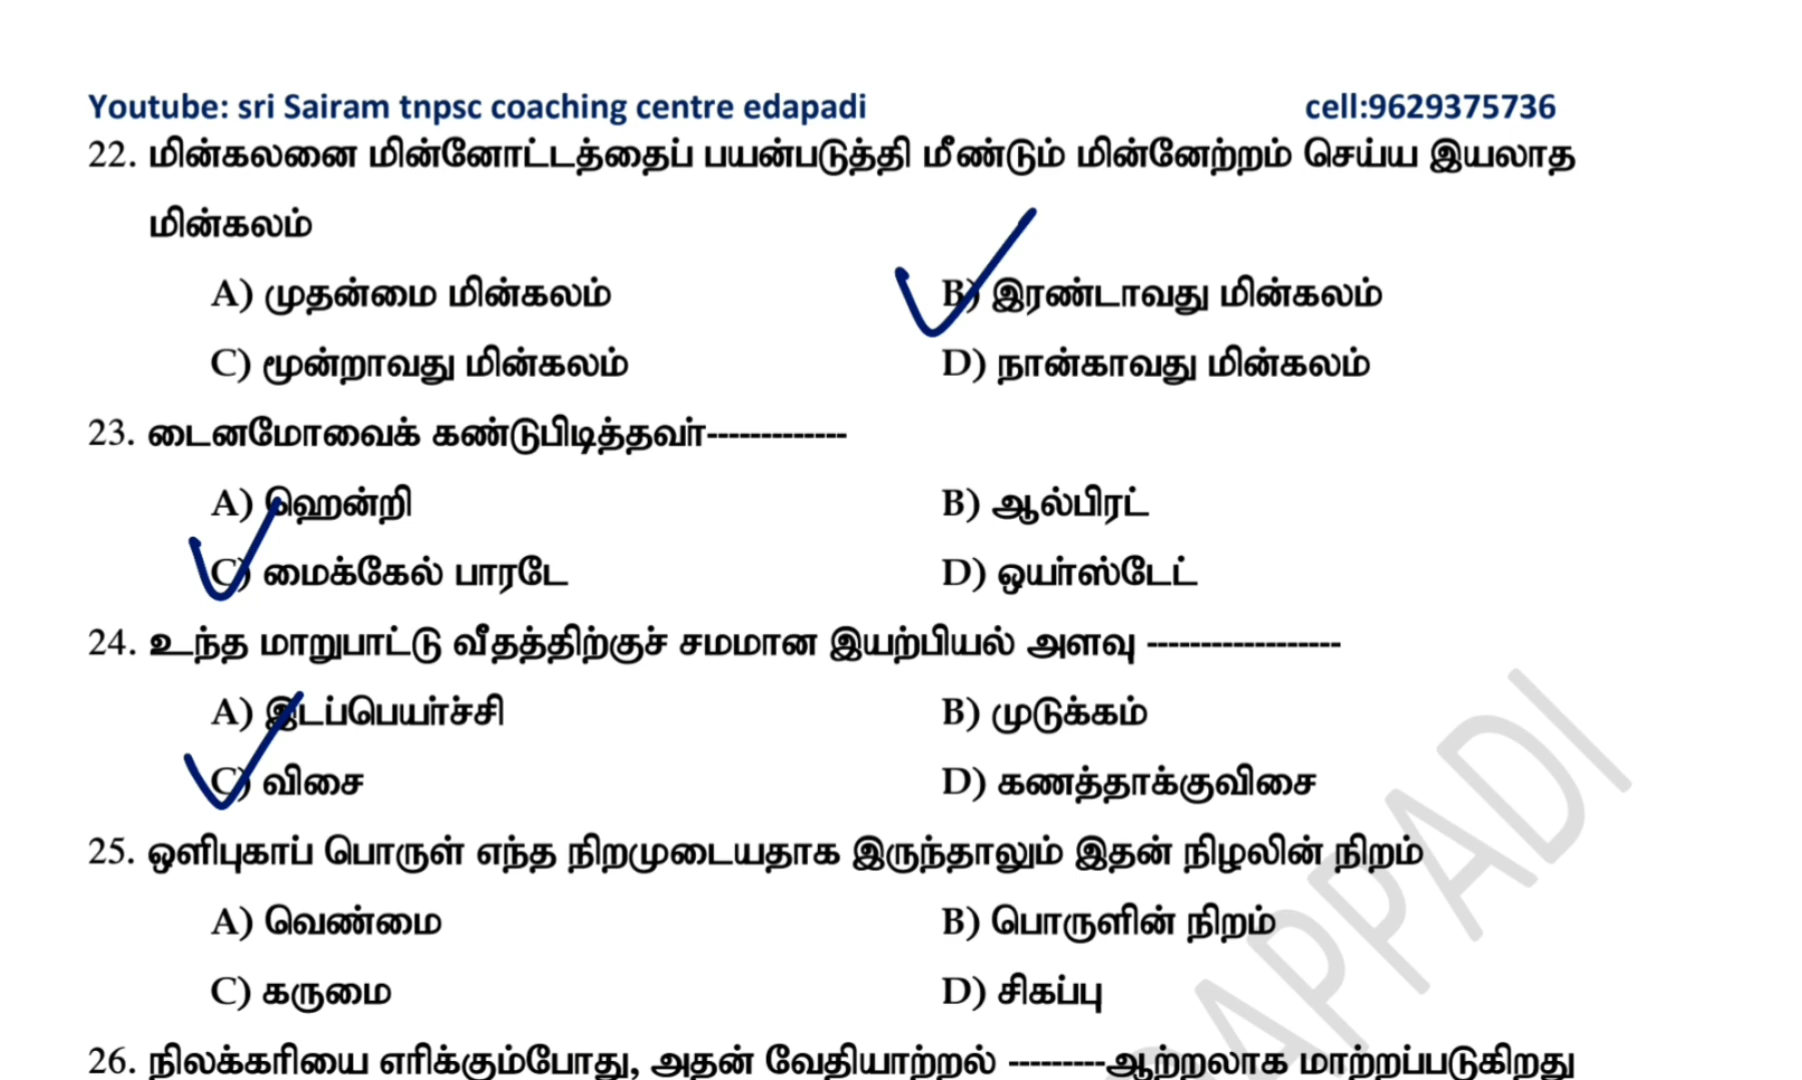 Youtube: sri Sairam tnpsc coaching centre edapadi cell:9629375736
22. மின்கலனை மின்னோட்டத்தைப் பயன்படுத்தி மீண்டும் மின்னேற்றம் செய்ய இயலாத
மின்கலம்
A) முதன்மை மின்கலம் B) இரண்டாவது மின்கலம்
C) மூன்றாவது மின்கலம் D) நான்காவது மின்கலம்
23. டைனமோவைக் கண்டுபிடித்தவர்-------------
A) ஹென்றி B) ஆல்பிரட்
C) மைக்கேல் பாரடே D) ஒயர்ஸ்டேட்
24. உந்த மாறுபாட்டு வீதத்திற்குச் சமமான இயற்பியல் அளவு ------------------
A) இடப்பெயர்ச்சி B) முடுக்கம்
C) விசை D) கணத்தாக்குவிசை
25. ஒளிபுகாப் பொருள் எந்த நிறமுடையதாக இருந்தாலும் இதன் நிழலின் நிறம்
A) வெண்மை B) பொருளின் நிறம்
C) கருமை D) சிகப்பு
26. நிலக்கரியை எரிக்கும்போது, அதன் வேதியாற்றல் ---------ஆற்றலாக மாற்றப்படுகிறது